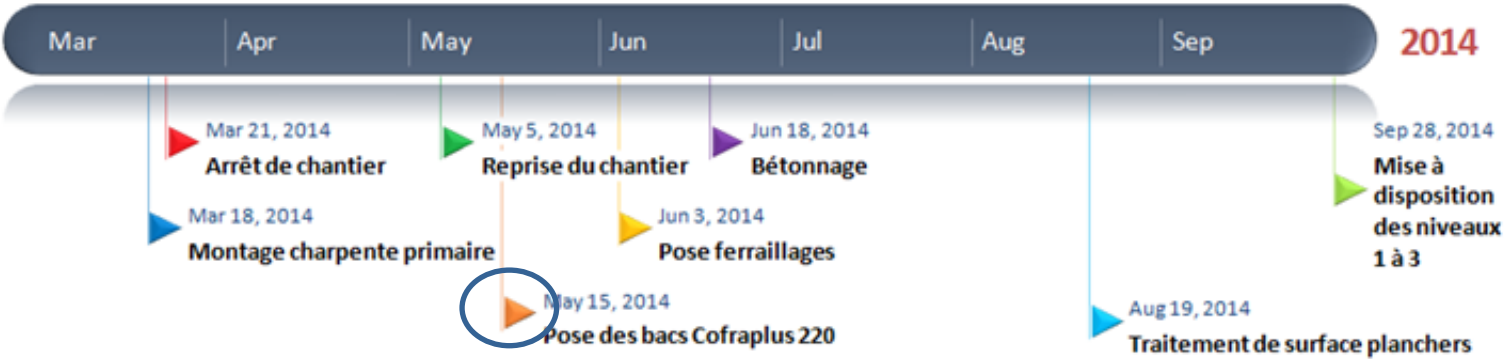 Mar Apr May Jun Jul Aug Sep 2014
Mar 21, 2014
Arrêt de chantier
May 5, 2014
Reprise du chantier
Jun 18, 2014
Bétonnage
Sep 28, 2014
Mise à
disposition
des niveaux
1 à 3
Mar 18, 2014
Montage charpente primaire
Jun 3, 2014
Pose ferraillages
May 15, 2014
Pose des bacs Cofraplus 220
Aug 19, 2014
Traitement de surface planchers